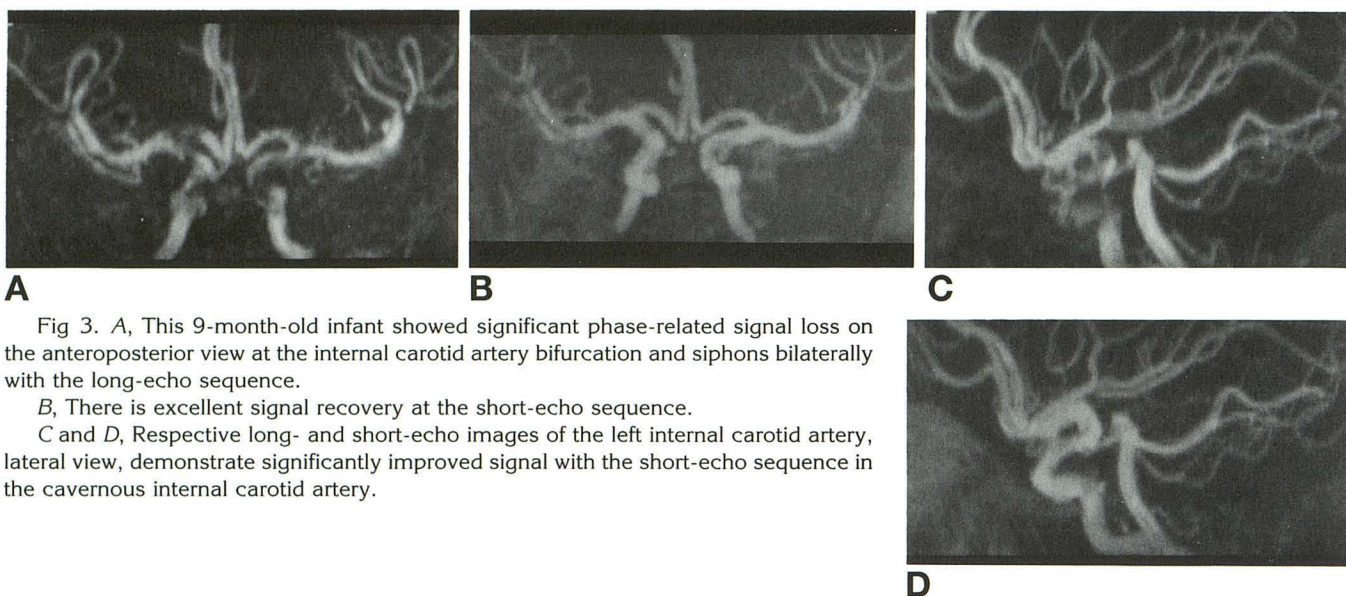 A
B
C
Fig 3. A, This 9-month-old infant showed significant phase-related signal loss on
the anteroposterior view at the internal carotid artery bifurcation and siphons bilaterally
with the long-echo sequence.
B, There is excellent signal recovery at the short-echo sequence.
C and D, Respective long- and short-echo images of the left internal carotid artery,
lateral view, demonstrate significantly improved signal with the short-echo sequence in
the cavernous internal carotid artery.
D